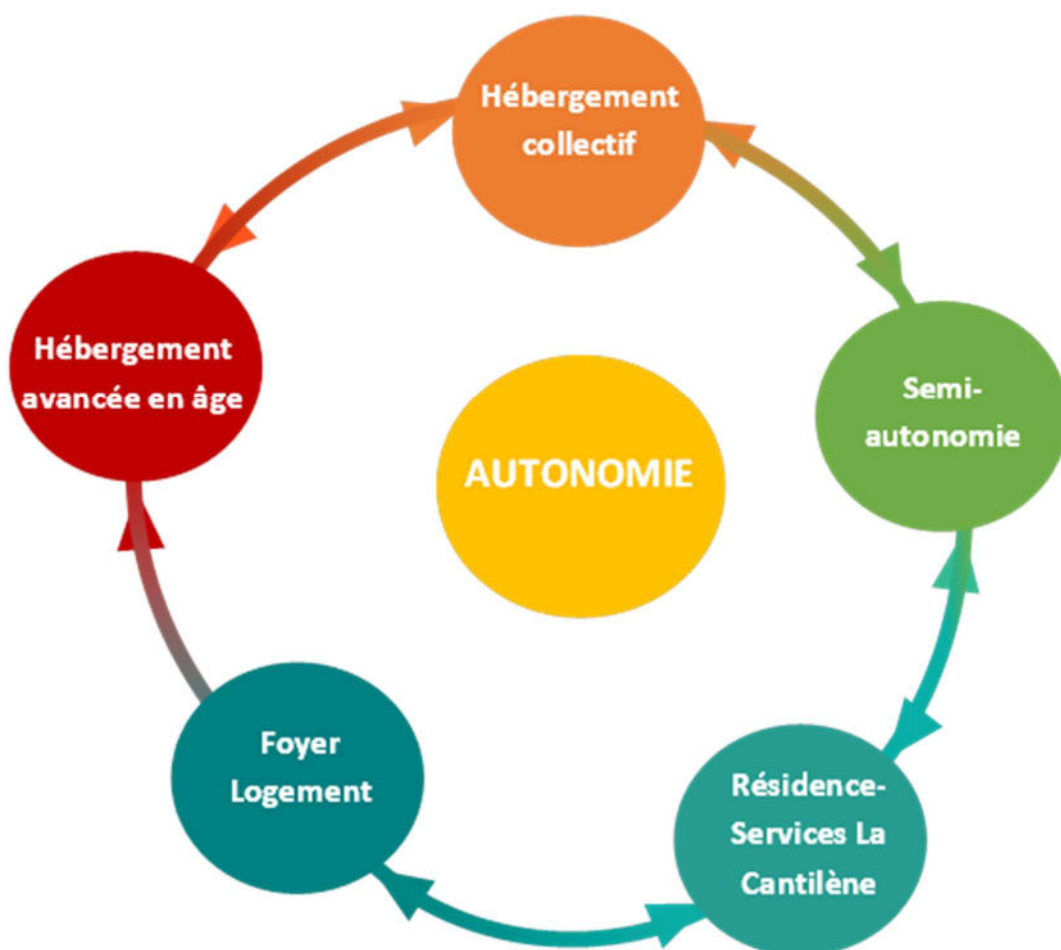 Hébergement
collectif
Semi-
autonomie
Résidence-
Services La
Cantilène
Foyer
Logement
Hébergement
avancée en âge
AUTONOMIE